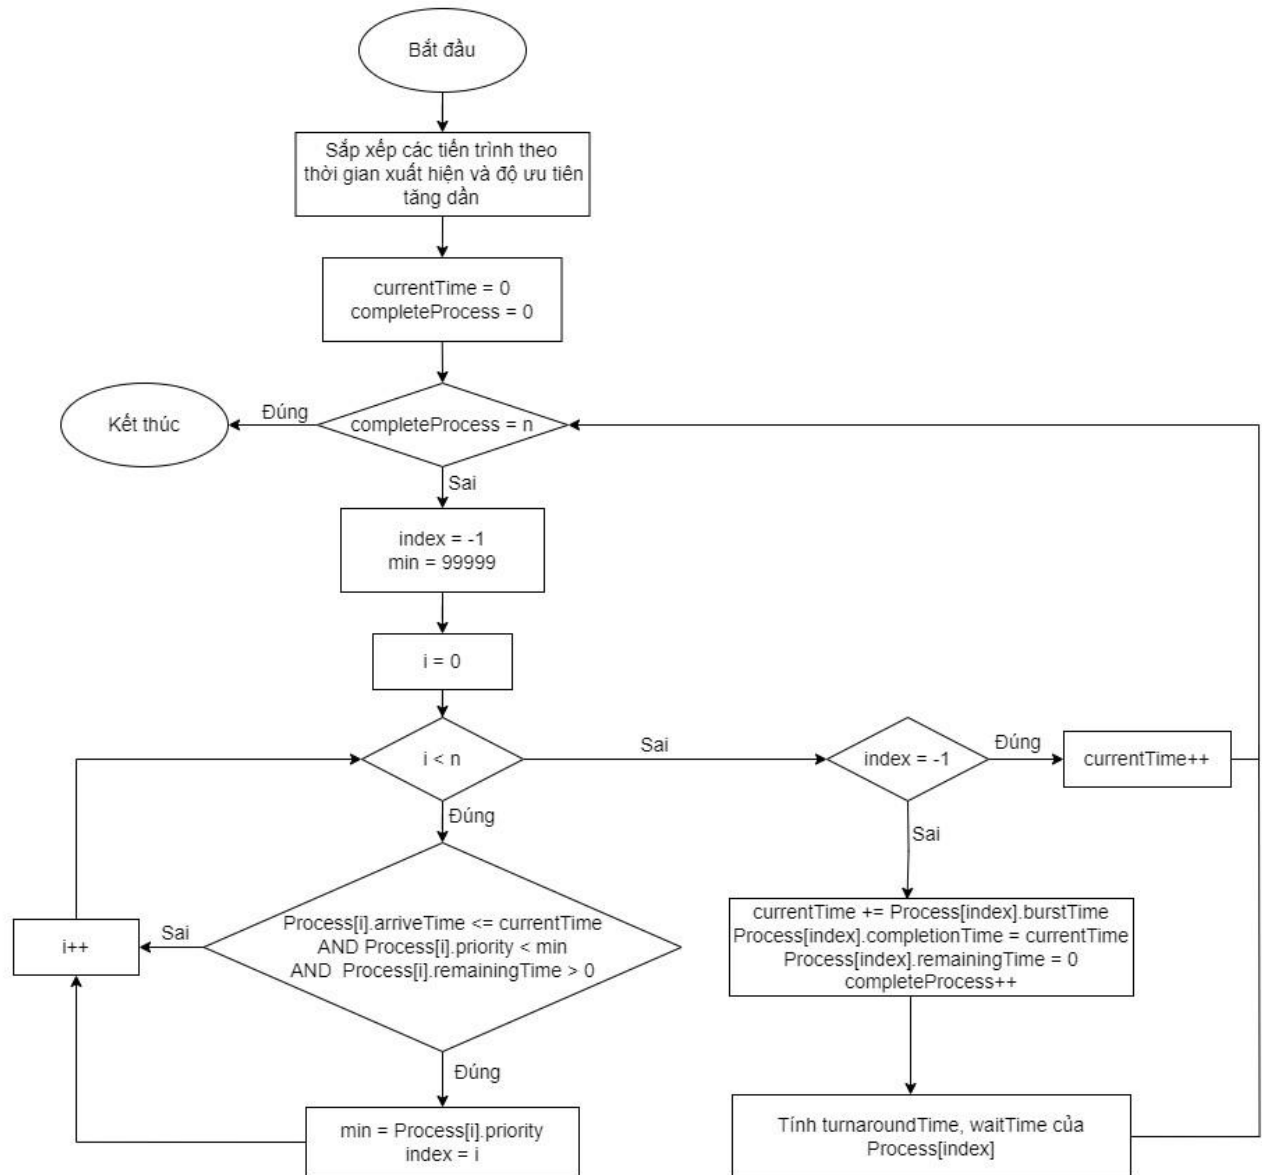 Bắt đầu
Sắp xếp các tiến trình theo
thời gian xuất hiện và độ ưu tiên
tăng dần
currentTime = 0
completeProcess = 0
Kết thúc
Đúng
completeProcess = n
Sai
index = -1
min = 99999
i = 0
i < n
Sai
index = -1
Đúng
currentTime++
Đúng
Sai
Process[i].arriveTime <= currentTime
AND Process[i].priority < min
AND Process[i].remainingTime > 0
Sai
i++
currentTime += Process[index].burstTime
Process[index].completionTime = currentTime
Process[index].remainingTime = 0
completeProcess++
Đúng
min = Process[i].priority
index = i
Tính turnaroundTime, waitTime của
Process[index]